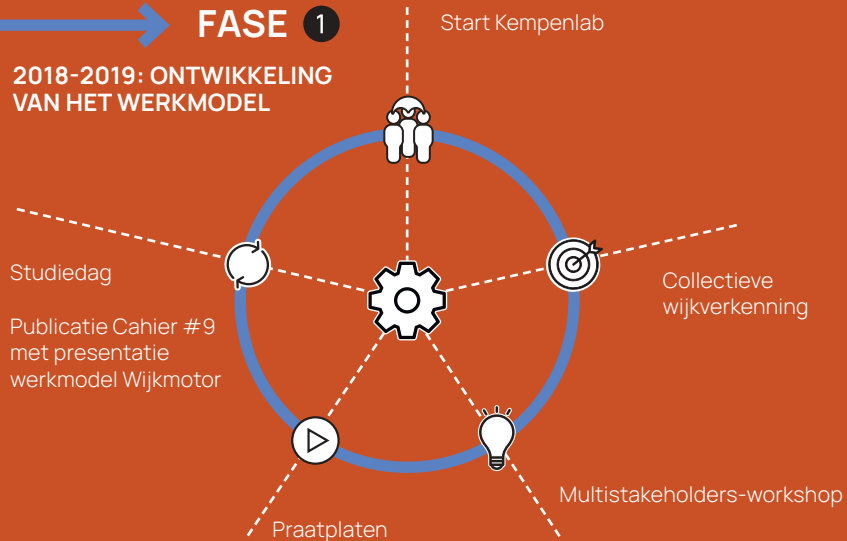 FASE 1
2018-2019: ONTWIKKELING
VAN HET WERKMODEL
Start Kempenlab
Collectieve
wijkverkenning
Multistakeholders-workshop
Praatplaten
Studiedag
Publicatie Cahier #9
met presentatie
werkmodel Wijkmotor